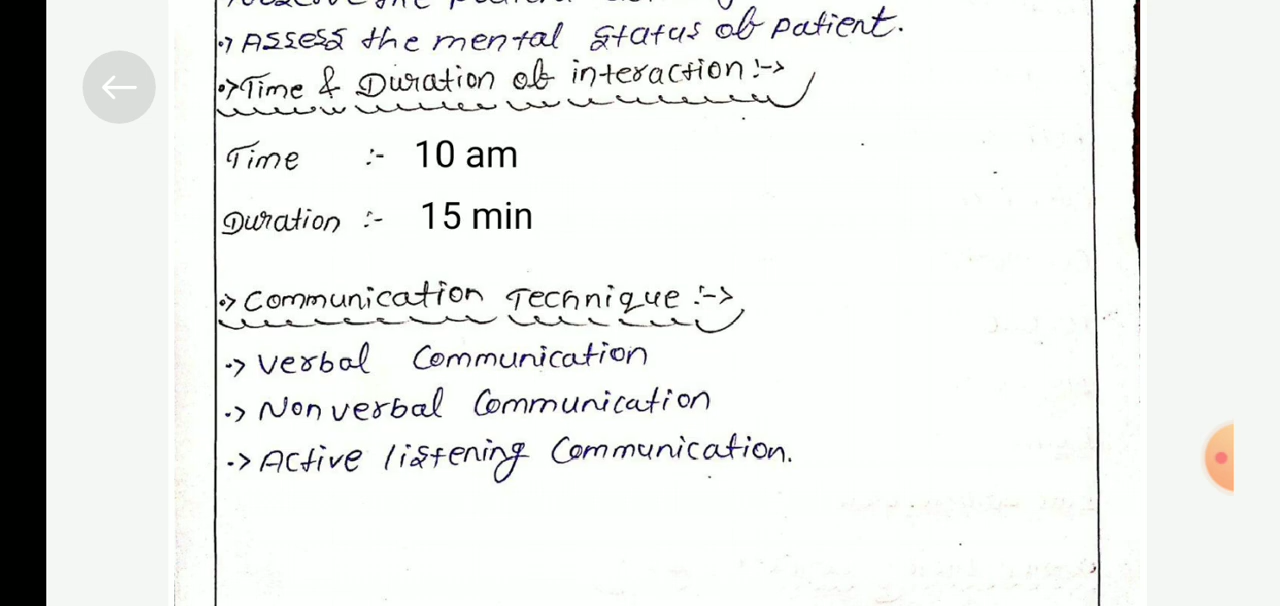 •› Assess the mental status of patient.
•› Time & Duration of interaction :->
Time :- 10 am
Duration :- 15 min
•› Communication Technique :->
•› Verbal Communication
•› Nonverbal Communication
•› Active listening Communication.